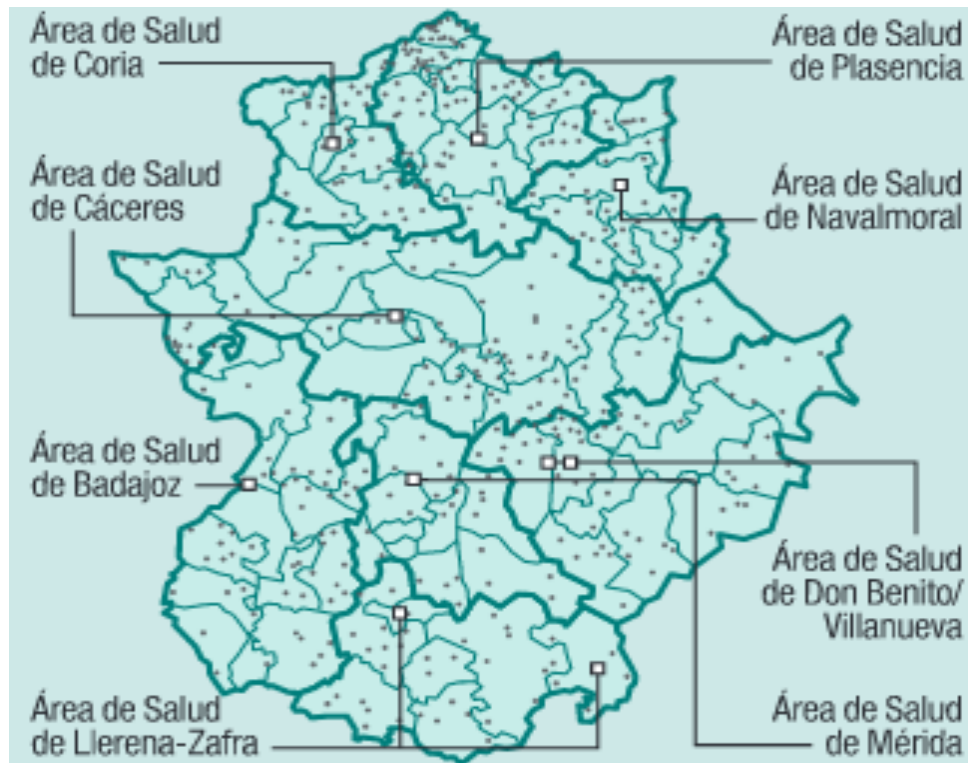 Área de Salud
de Coria
Área de Salud
de Plasencia
Área de Salud
de Cáceres
Área de Salud
de Navalmoral
Área de Salud
de Badajoz
Área de Salud
de Don Benito/
Villanueva
Área de Salud
de Llerena-Zafra
Área de Salud
de Mérida